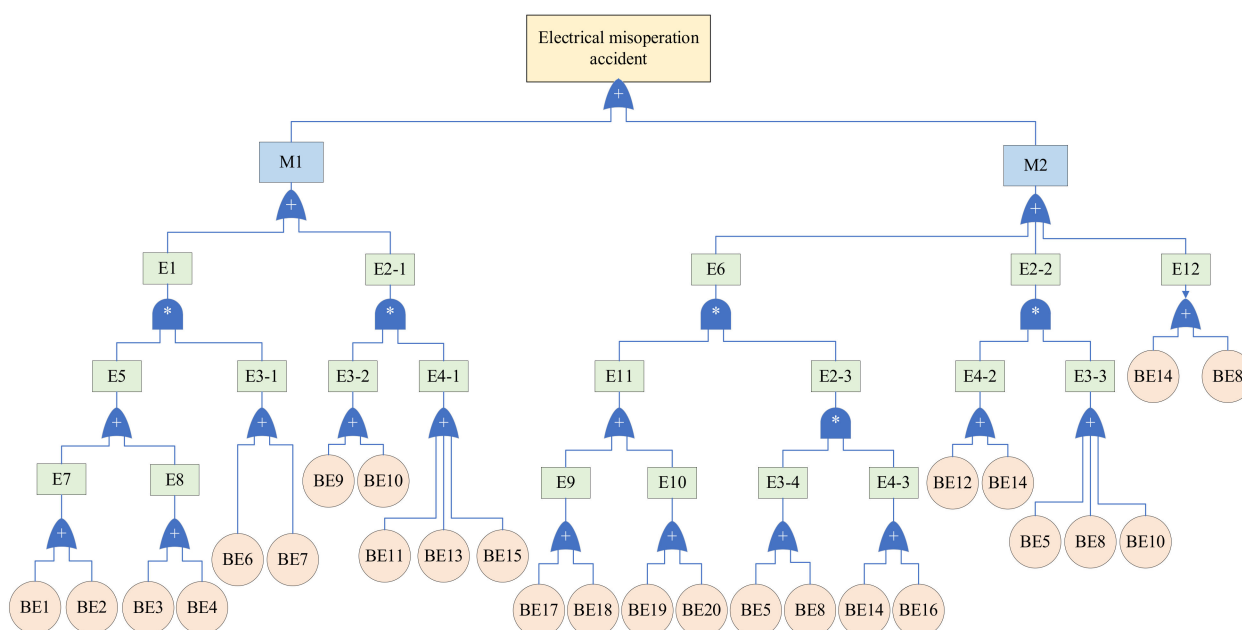 Electrical misoperation
accident
+
M1
M2
+
+
E1
E2-1
E6
E2-2
E12
*
*
*
*
+
E5
E3-1
E3-2
E4-1
E11
E2-3
E4-2
E3-3
BE14
BE8
+
+
+
+
+
*
+
+
E7
E8
BE9
BE10
E9
E10
E3-4
E4-3
BE12
BE14
+
+
BE6
BE7
BE11
BE13
BE15
+
+
+
+
BE5
BE8
BE10
BE1
BE2
BE3
BE4
BE17
BE18
BE19
BE20
BE5
BE8
BE14
BE16